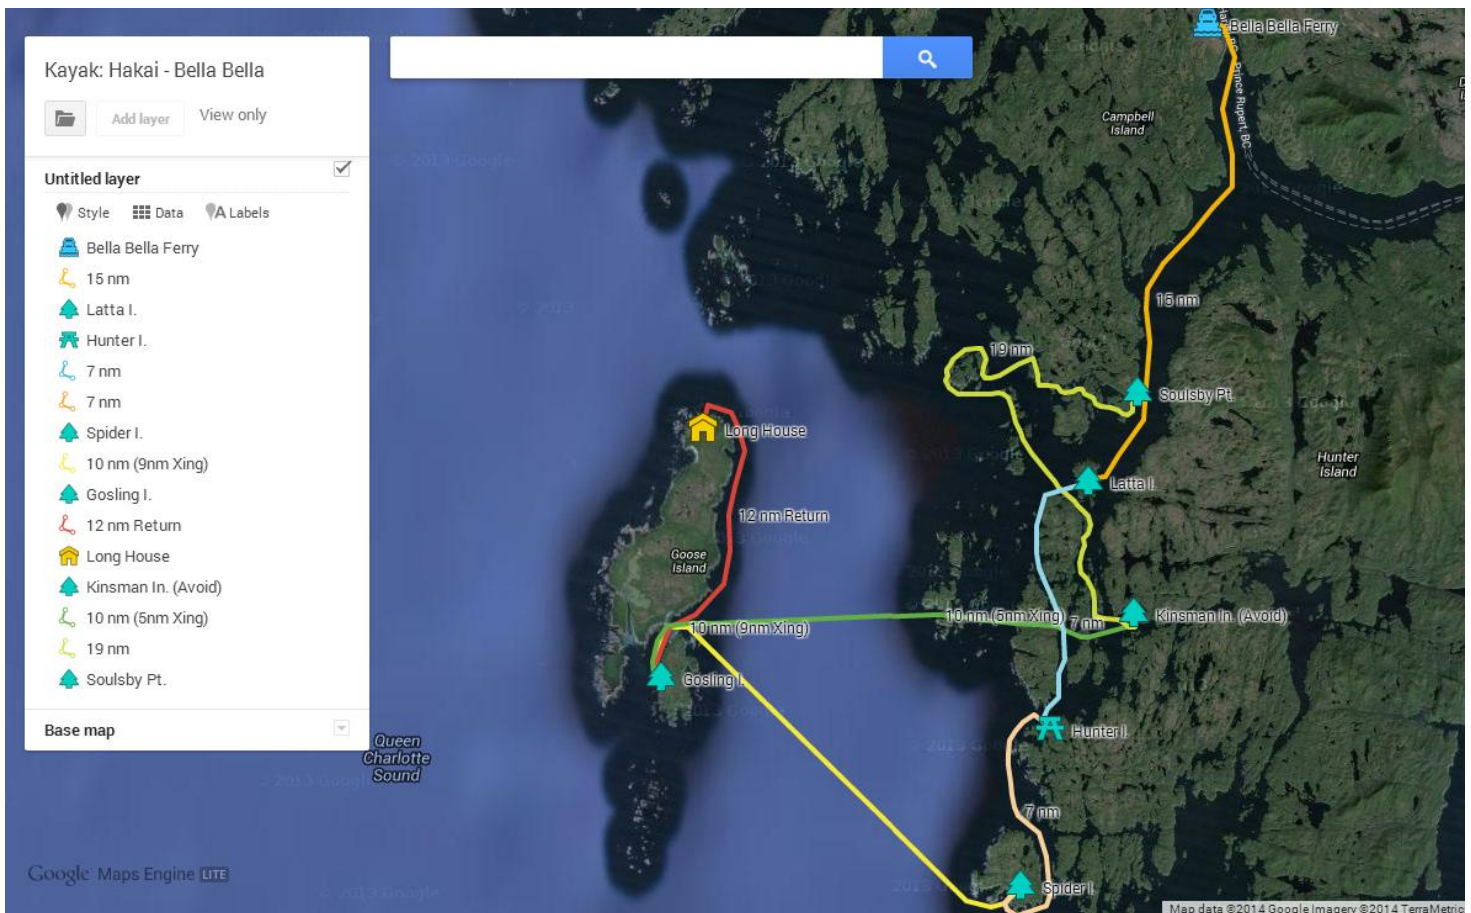 Kayak: Hakai - Bella Bella
Add layer
View only
Untitled layer
Style
Data
A Labels
Bella Bella Ferry
15 nm
Latta I.
Hunter I.
7 nm
7 nm
Spider I.
10 nm (9nm Xing)
Gosling I.
12 nm Return
Long House
Kinsman In. (Avoid)
10 nm (5nm Xing)
19 nm
Soulsby Pt.
Base map
Google Maps Engine LITE
Bella Bella Ferry
Prince Rupert, BC
Campbell
Island
15 nm
19 nm
Soulsby Pt.
Long House
Hunter
Island
Latta I.
12 nm Return
Goose
Island
10 nm (9nm Xing)
10 nm (5nm Xing)
7 nm
Kinsman In. (Avoid)
Gosling I.
Hunter I.
Queen
Charlotte
Sound
7 nm
Spider I.
Map data ©2014 Google Imagery ©2014 TerraMetric